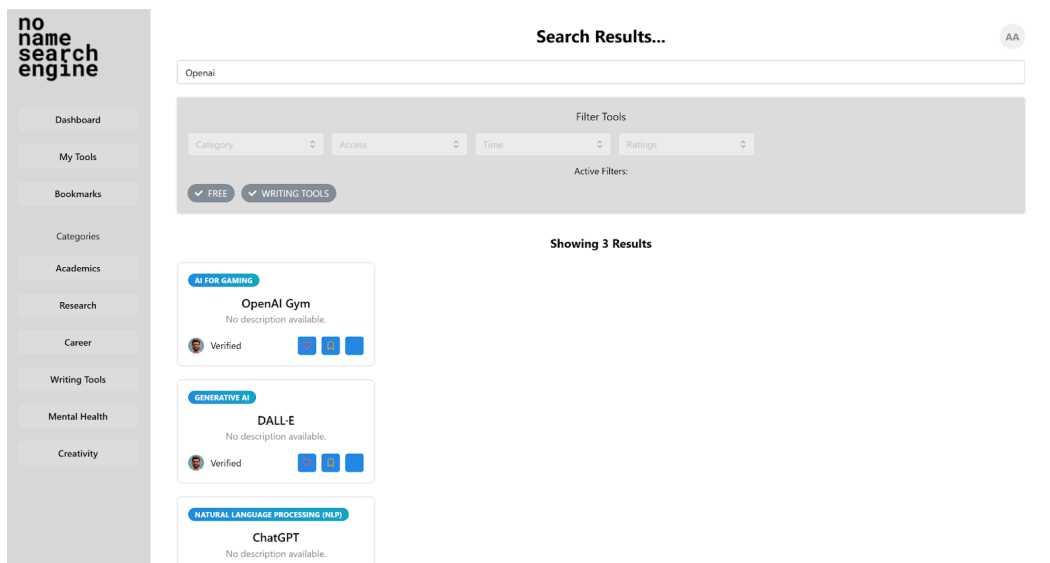 no
name
search
engine
Dashboard
My Tools
Bookmarks
Categories
Academics
Research
Career
Writing Tools
Mental Health
Creativity
Search Results...
AA
Openai
Filter Tools
Category
Access
Time
Ratings
Active Filters:
FREE
WRITING TOOLS
Showing 3 Results
AI FOR GAMING
OpenAI Gym
No description available.
Verified
GENERATIVE AI
DALL·E
No description available.
Verified
NATURAL LANGUAGE PROCESSING (NLP)
ChatGPT
No description available.